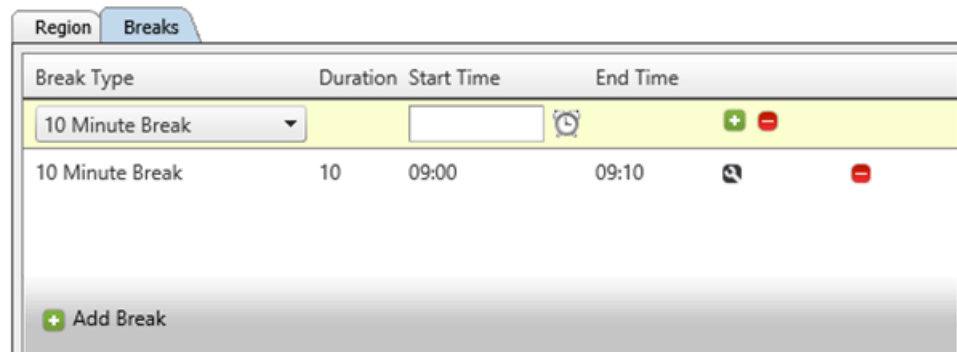 Region Breaks
Break Type Duration Start Time End Time
10 Minute Break
10 Minute Break 10 09:00 09:10
Add Break